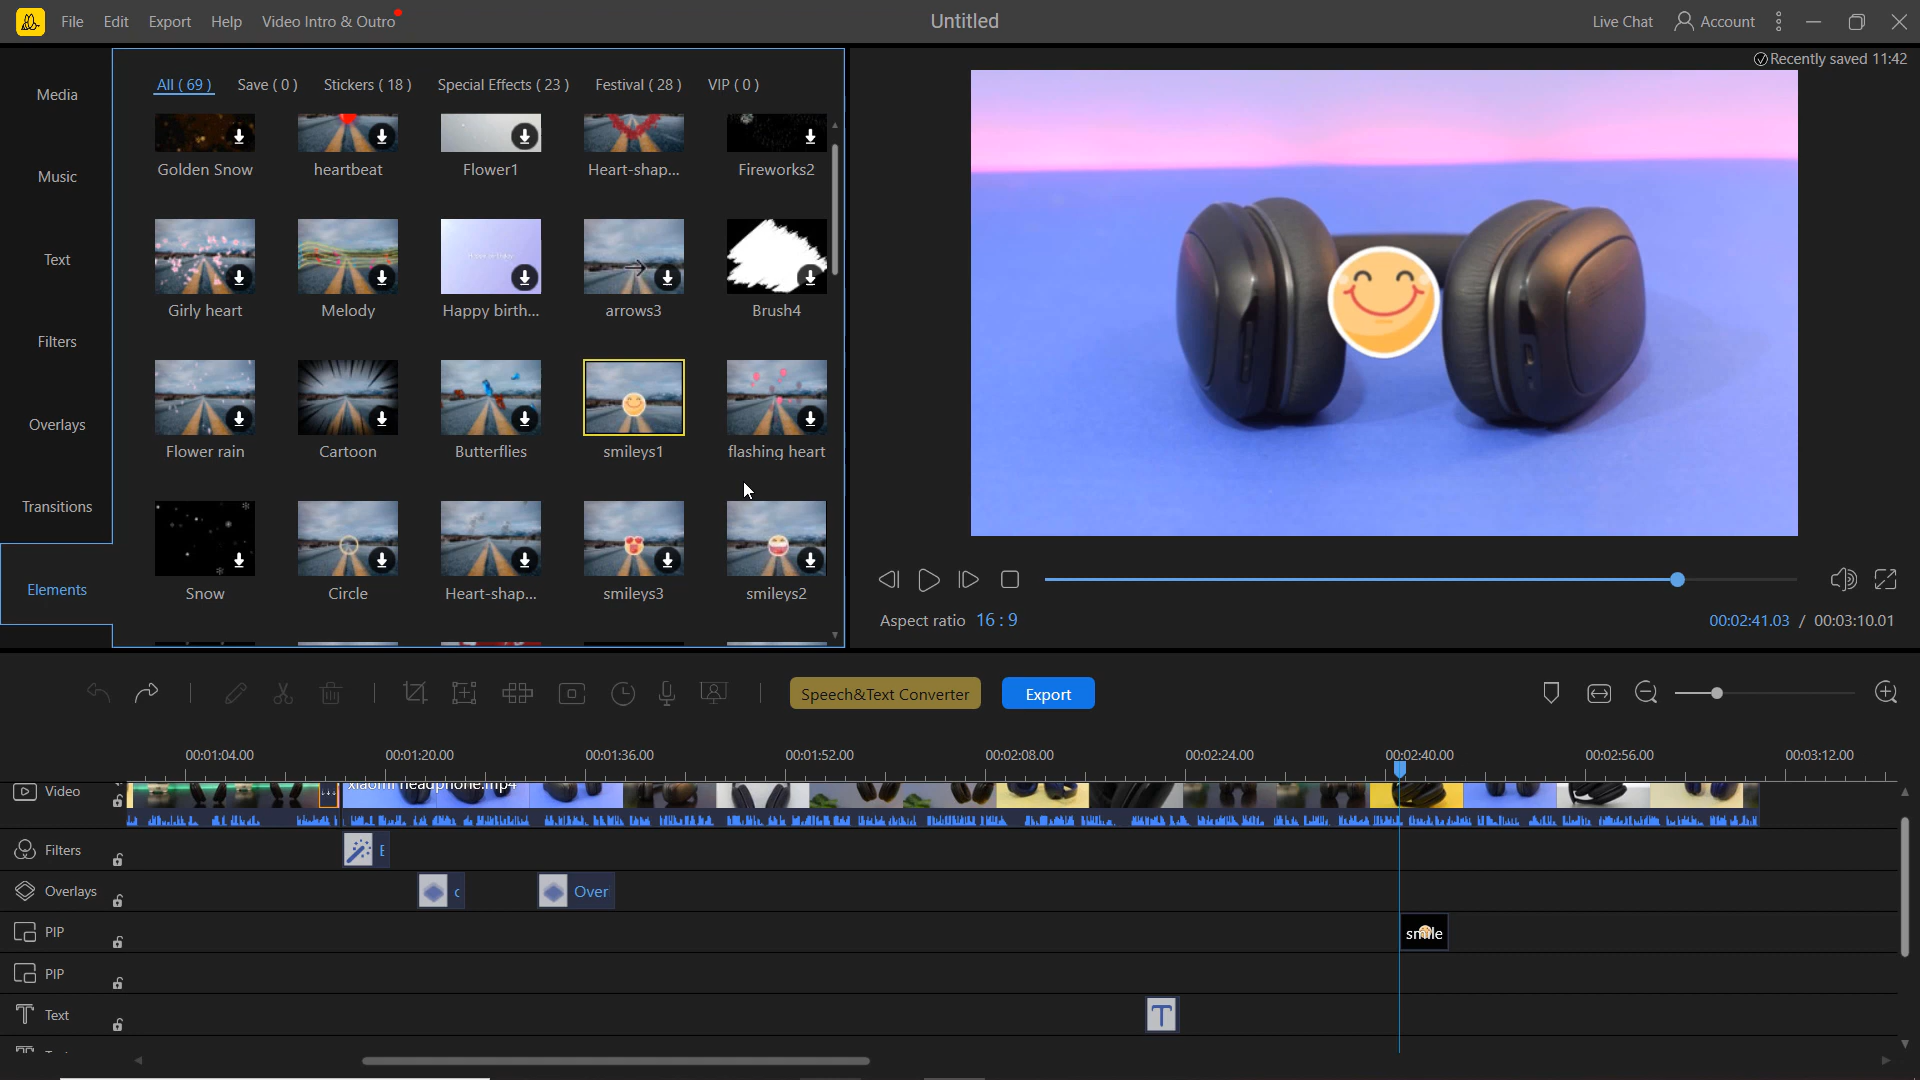 File Edit Export Help Video Intro & Outro Untitled Live Chat Account
Recently saved 11:42
Media
Music
Text
Filters
Overlays
Transitions
Elements
All ( 69 ) Save ( 0 ) Stickers ( 18 ) Special Effects ( 23 ) Festival ( 28 ) VIP ( 0 )
Golden Snow heartbeat Flower1 Heart-shap... Fireworks2
Girly heart Melody Happy birth... arrows3 Brush4
Flower rain Cartoon Butterflies smileys1 flashing heart
Snow Circle Heart-shap... smileys3 smileys2
Aspect ratio 16 : 9 00:02:41.03 / 00:03:10.01
Speech&Text Converter Export
00:01:04.00 00:01:20.00 00:01:36.00 00:01:52.00 00:02:08.00 00:02:24.00 00:02:40.00 00:02:56.00 00:03:12.00
Video xiaomi headphone.mp4
Filters E
Overlays c Over
PIP smile
PIP
Text T